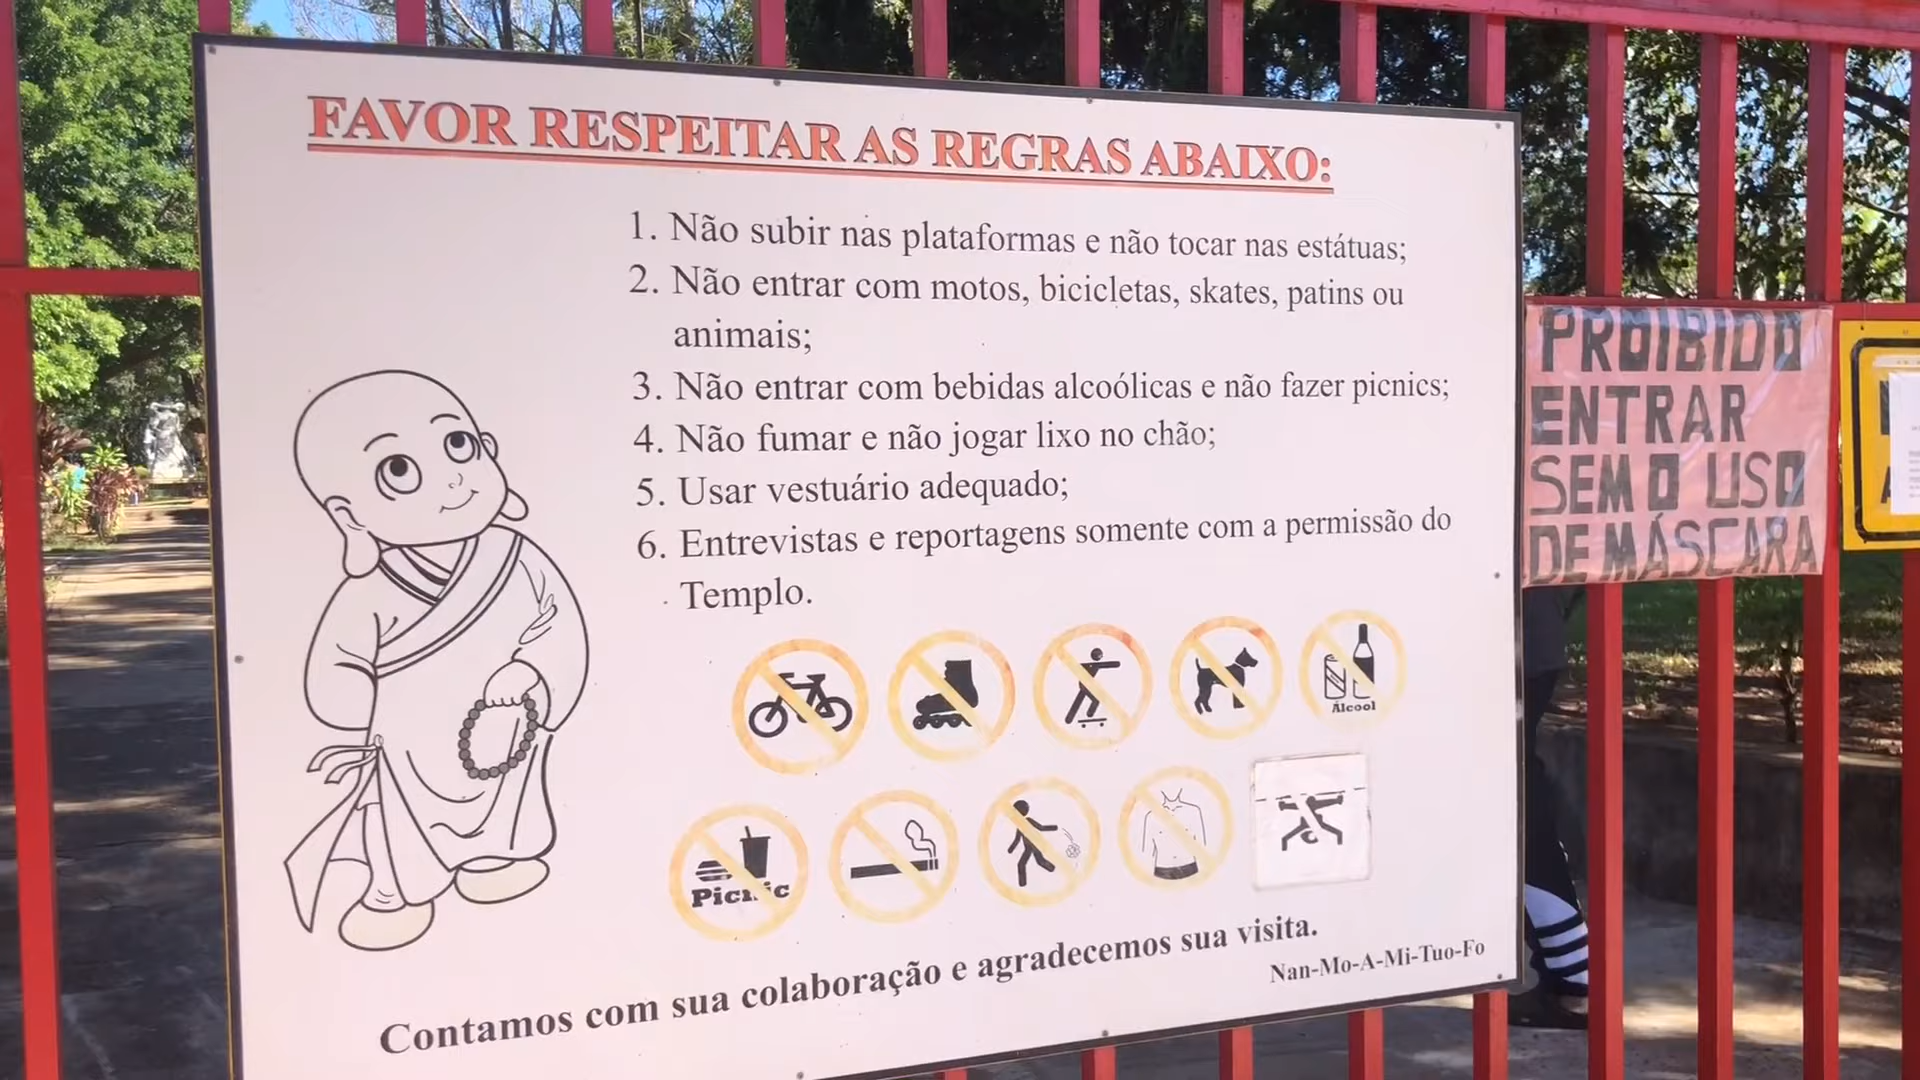 FAVOR RESPEITAR AS REGRAS ABAIXO:
1. Não subir nas plataformas e não tocar nas estátuas;
2. Não entrar com motos, bicicletas, skates, patins ou
animais;
3. Não entrar com bebidas alcoólicas e não fazer picnics;
4. Não fumar e não jogar lixo no chão;
5. Usar vestuário adequado;
6. Entrevistas e reportagens somente com a permissão do
Templo.
Álcool
Picnic
Contamos com sua colaboração e agradecemos sua visita.
Nan-Mo-A-Mi-Tuo-Fo
PROIBIDO
ENTRAR
SEM O USO
DE MÁSCARA